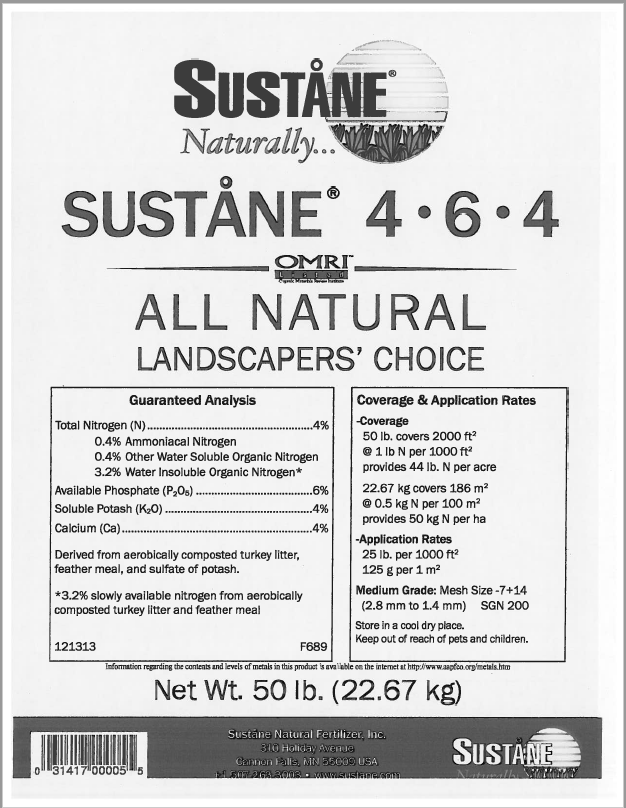 SUSTÅNE®
Naturally...
SUSTÅNE® 4 • 6 • 4
OMRI™
Listed
Organic Materials Review Institute
ALL NATURAL
LANDSCAPERS' CHOICE
Guaranteed Analysis
Total Nitrogen (N)..........4%
0.4% Ammoniacal Nitrogen
0.4% Other Water Soluble Organic Nitrogen
3.2% Water Insoluble Organic Nitrogen*
Available Phosphate (P₂O₅)..........6%
Soluble Potash (K₂O)..........4%
Calcium (Ca)..........4%
Derived from aerobically composted turkey litter,
feather meal, and sulfate of potash.
*3.2% slowly available nitrogen from aerobically
composted turkey litter and feather meal
121313 F689
Coverage & Application Rates
-Coverage
50 lb. covers 2000 ft²
@ 1 lb N per 1000 ft²
provides 44 lb. N per acre
22.67 kg covers 186 m²
@ 0.5 kg N per 100 m²
provides 50 kg N per ha
-Application Rates
25 lb. per 1000 ft²
125 g per 1 m²
Medium Grade: Mesh Size -7+14
(2.8 mm to 1.4 mm) SGN 200
Store in a cool dry place.
Keep out of reach of pets and children.
Information regarding the contents and levels of metals in this product is available on the internet at http://www.aapfco.org/metals.htm
Net Wt. 50 lb. (22.67 kg)
Suståne Natural Fertilizer, Inc.
310 Holiday Avenue
Cannon Falls, MN 55009 USA
tel. 507-263-3003 • www.sustane.com
0 31417 00005 5
SUSTÅNE
Naturally